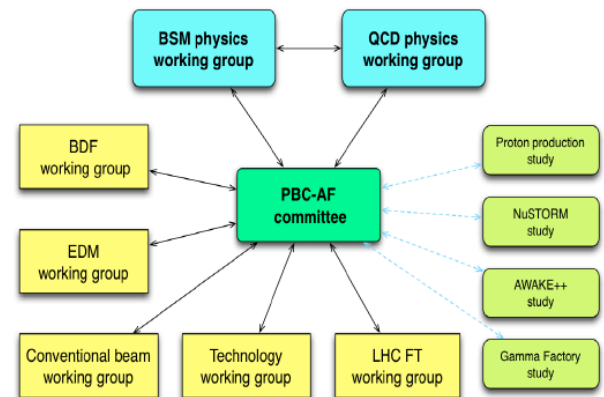 BSM physics
working group
QCD physics
working group
BDF
working group
PBC-AF
committee
Proton production
study
NuSTORM
study
EDM
working group
AWAKE++
study
Conventional beam
working group
Technology
working group
LHC FT
working group
Gamma Factory
study